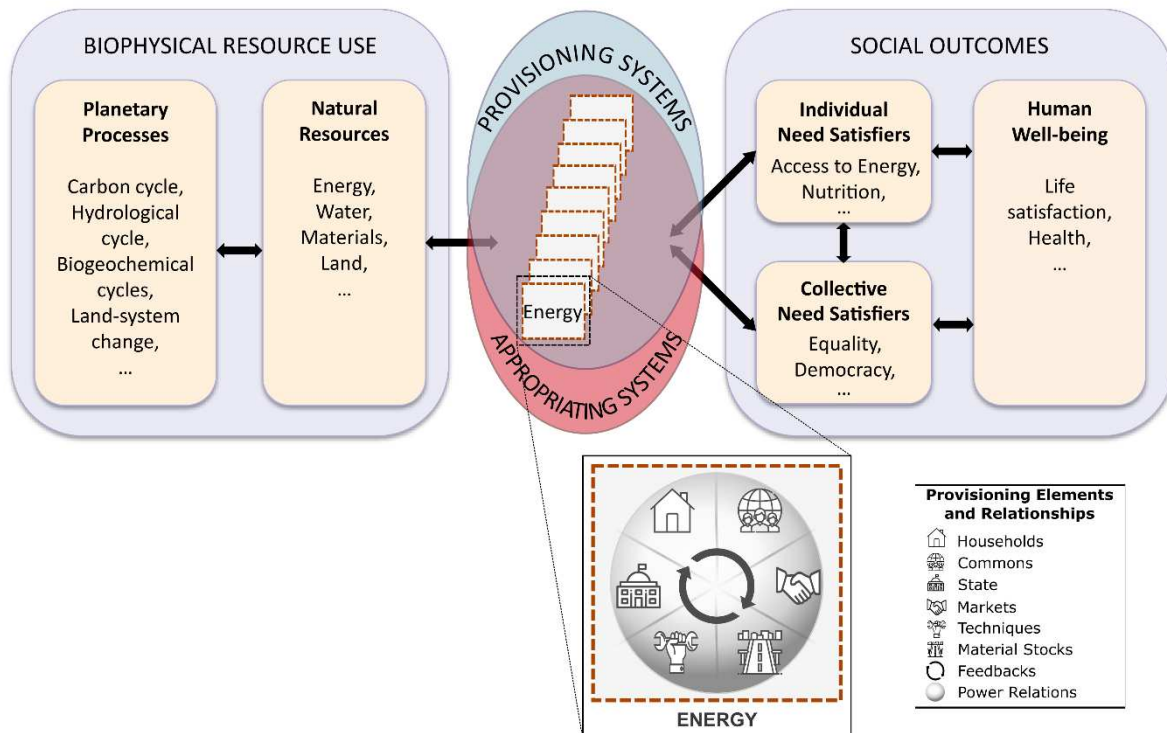 BIOPHYSICAL RESOURCE USE
Planetary
Processes
Carbon cycle,
Hydrological
cycle,
Biogeochemical
cycles,
Land-system
change,
...
Natural
Resources
Energy,
Water,
Materials,
Land,
...
PROVISIONING SYSTEMS
Energy
APPROPRIATING SYSTEMS
SOCIAL OUTCOMES
Individual
Need Satisfiers
Access to Energy,
Nutrition,
...
Collective
Need Satisfiers
Equality,
Democracy,
...
Human
Well-being
Life
satisfaction,
Health,
...
ENERGY
Provisioning Elements
and Relationships
Households
Commons
State
Markets
Techniques
Material Stocks
Feedbacks
Power Relations